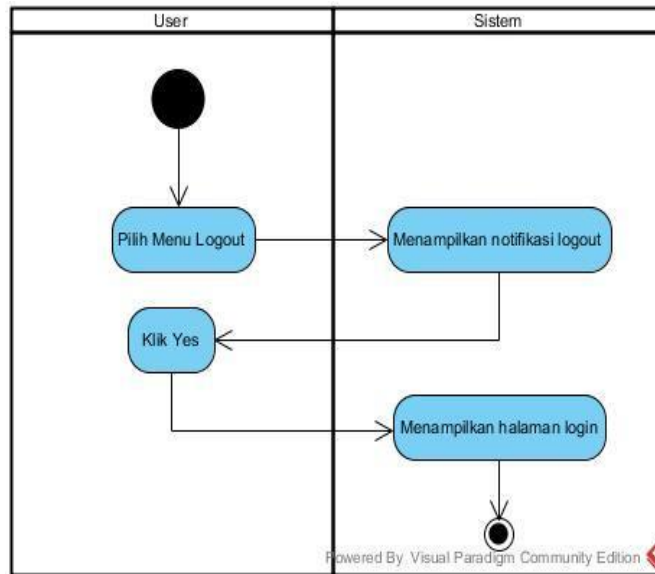 User
Sistem
Pilih Menu Logout
Menampilkan notifikasi logout
Klik Yes
Menampilkan halaman login
Powered By Visual Paradigm Community Edition